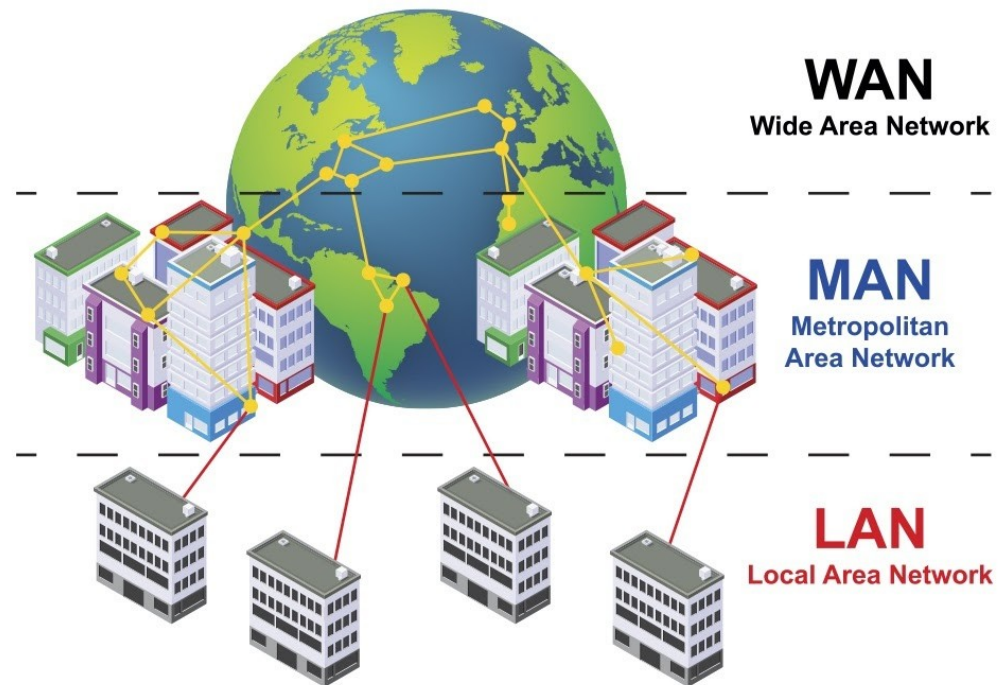 WAN
Wide Area Network
MAN
Metropolitan
Area Network
LAN
Local Area Network